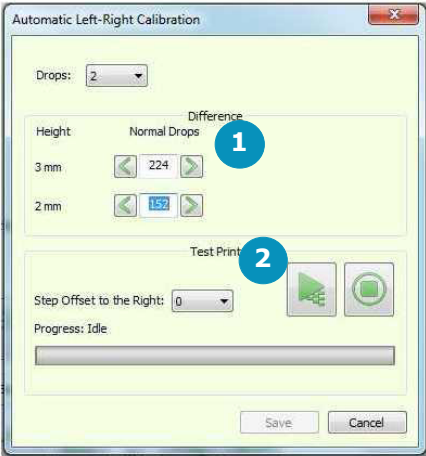 Automatic Left-Right Calibration
Drops: 2
Difference
Height Normal Drops
1
3 mm 224
2 mm 152
Test Print
2
Step Offset to the Right: 0
Progress: Idle
Save Cancel